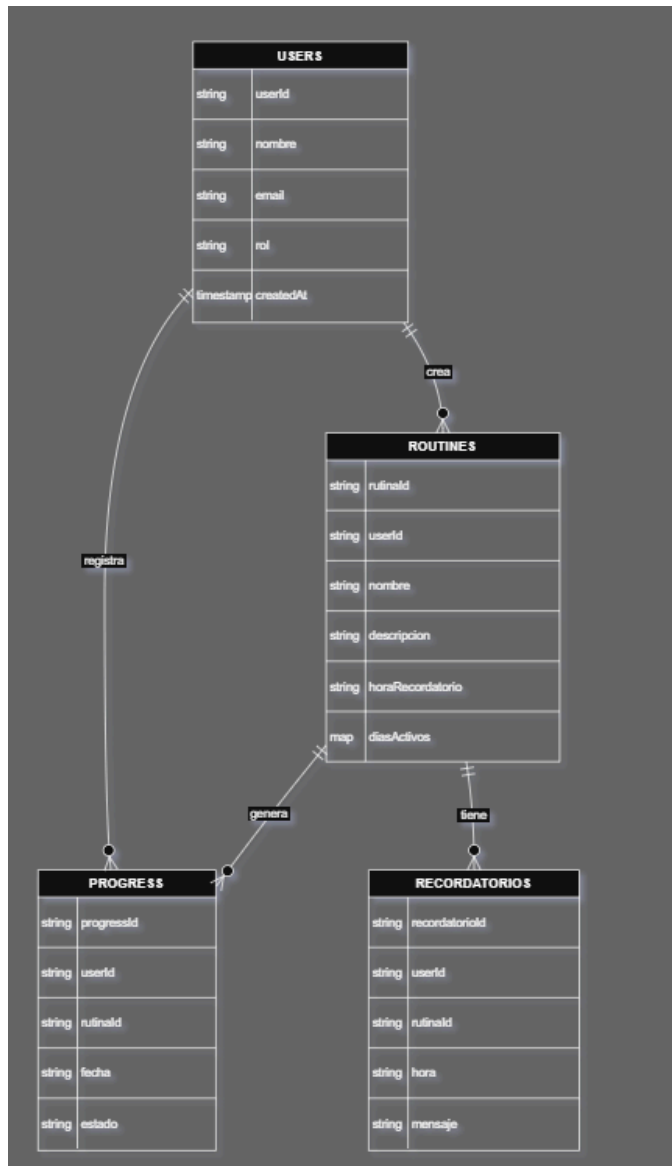 USERS
string userId
string nombre
string email
string rol
timestamp createdAt
crea
ROUTINES
string rutinaId
string userId
string nombre
registra
string descripcion
string horaRecordatorio
map diasActivos
genera
tiene
PROGRESS
string progressId
string userId
string rutinaId
string fecha
string estado
RECORDATORIOS
string recordatorioId
string userId
string rutinaId
string hora
string mensaje